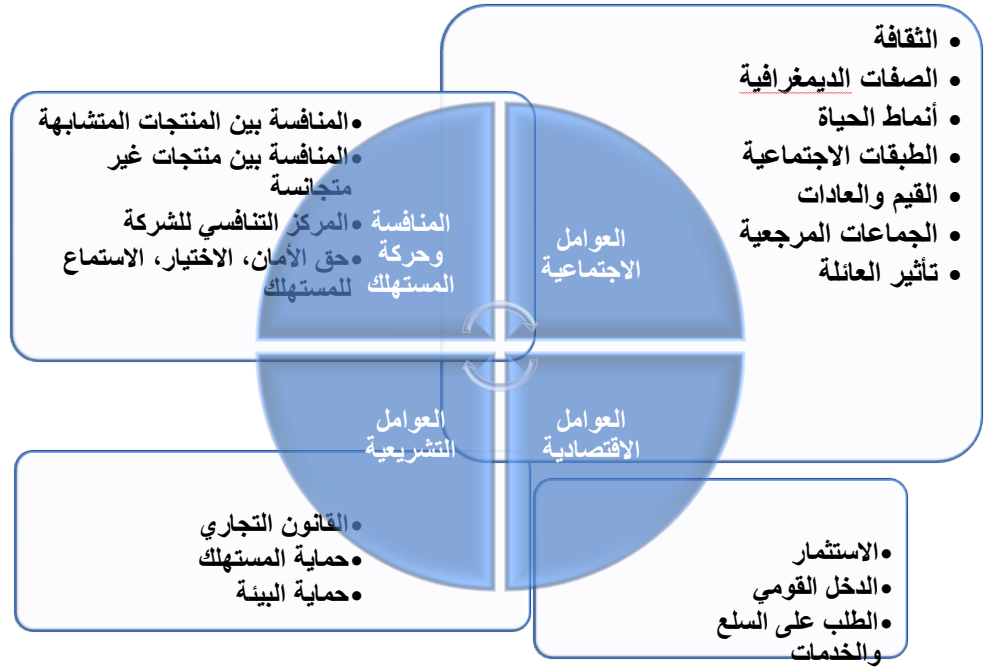 الثقافة
الصفات الديمغرافية
أنماط الحياة
الطبقات الاجتماعية
القيم والعادات
الجماعات المرجعية
تأثير العائلة
العوامل
الاجتماعية
المنافسة بين المنتجات المتشابهة
المنافسة بين منتجات غير
متجانسة
المركز التنافسي للشركة
حق الأمان، الاختيار، الاستماع
للمستهلك
المنافسة
وحركة
المستهلك
العوامل
الاقتصادية
الاستثمار
الدخل القومي
الطلب على السلع
والخدمات
العوامل
التشريعية
القانون التجاري
حماية المستهلك
حماية البيئة